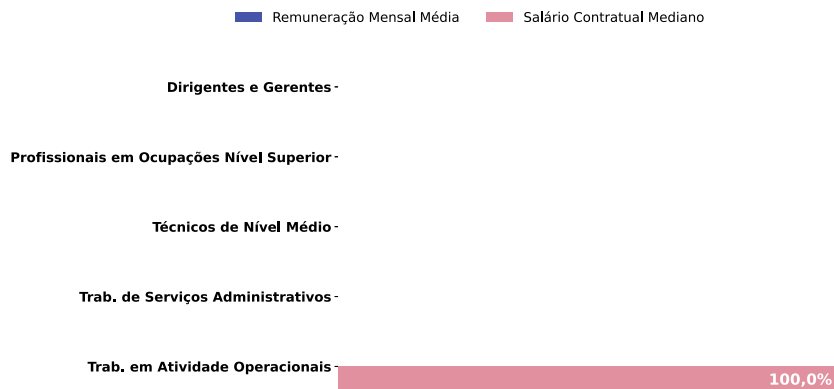 Remuneração Mensal Média Salário Contratual Mediano
Dirigentes e Gerentes
Profissionais em Ocupações Nível Superior
Técnicos de Nível Médio
Trab. de Serviços Administrativos
Trab. em Atividade Operacionais
100,0%